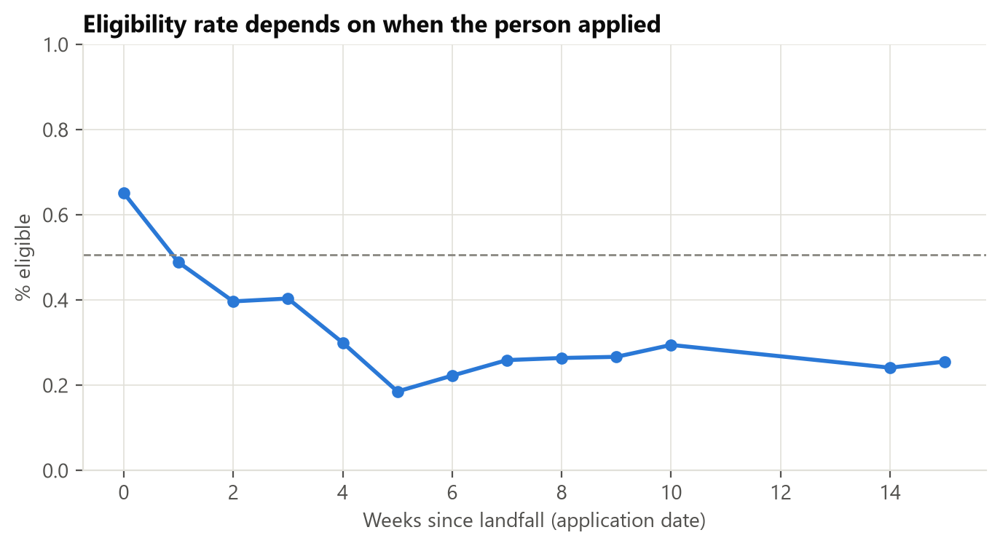 Eligibility rate depends on when the person applied
1.0
0.8
0.6
0.4
0.2
0.0
% eligible
0 2 4 6 8 10 12 14
Weeks since landfall (application date)